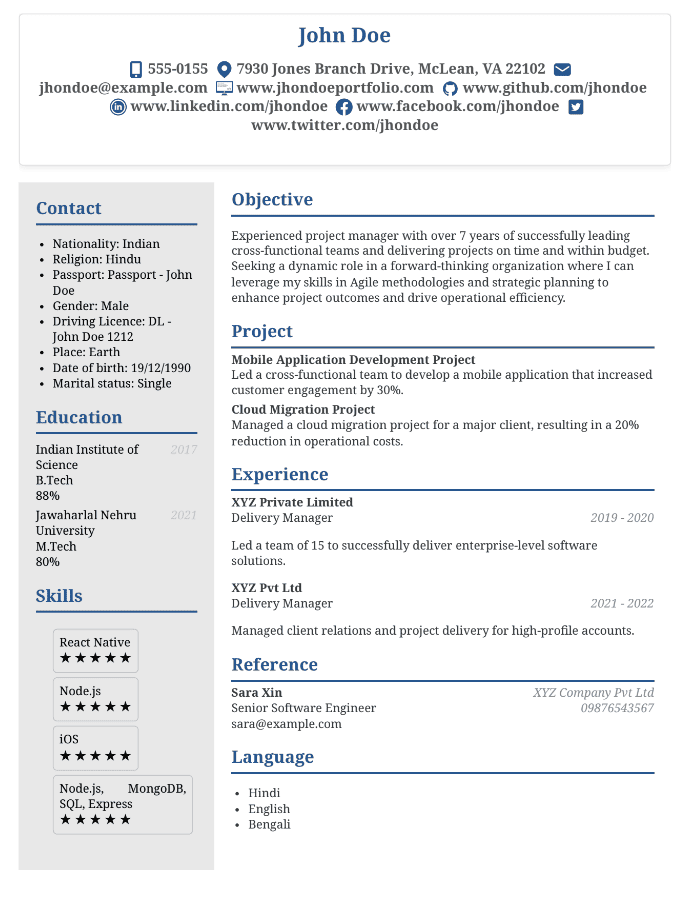 John Doe
555-0155 7930 Jones Branch Drive, McLean, VA 22102
jhondoe@example.com www.jhondoeportfolio.com www.github.com/jhondoe
www.linkedin.com/jhondoe www.facebook.com/jhondoe
www.twitter.com/jhondoe
Contact
• Nationality: Indian
• Religion: Hindu
• Passport: Passport - John
Doe
• Gender: Male
• Driving Licence: DL -
John Doe 1212
• Place: Earth
• Date of birth: 19/12/1990
• Marital status: Single
Education
Indian Institute of 2017
Science
B.Tech
88%
Jawaharlal Nehru 2021
University
M.Tech
80%
Skills
React Native
★★★★★
Node.js
★★★★★
iOS
★★★★★
Node.js, MongoDB,
SQL, Express
★★★★★
Objective
Experienced project manager with over 7 years of successfully leading
cross-functional teams and delivering projects on time and within budget.
Seeking a dynamic role in a forward-thinking organization where I can
leverage my skills in Agile methodologies and strategic planning to
enhance project outcomes and drive operational efficiency.
Project
Mobile Application Development Project
Led a cross-functional team to develop a mobile application that increased
customer engagement by 30%.
Cloud Migration Project
Managed a cloud migration project for a major client, resulting in a 20%
reduction in operational costs.
Experience
XYZ Private Limited
Delivery Manager 2019 - 2020
Led a team of 15 to successfully deliver enterprise-level software
solutions.
XYZ Pvt Ltd
Delivery Manager 2021 - 2022
Managed client relations and project delivery for high-profile accounts.
Reference
Sara Xin XYZ Company Pvt Ltd
Senior Software Engineer 09876543567
sara@example.com
Language
• Hindi
• English
• Bengali